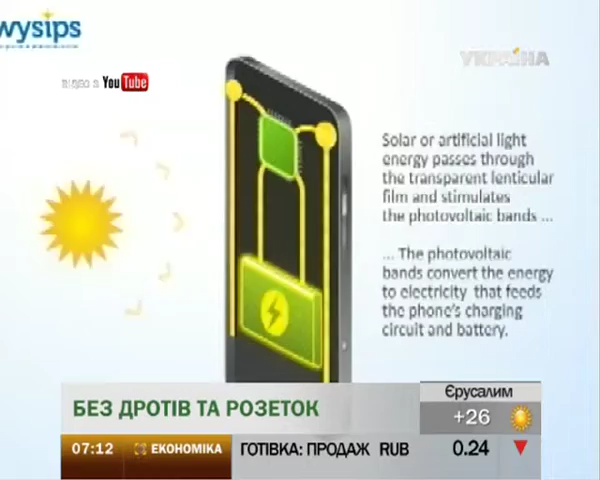 wysips
УКРАЇНА
відео з YouTube
Solar or artificial light
energy passes through
the transparent lenticular
film and stimulates
the photovoltaic bands ...
... The photovoltaic
bands convert the energy
to electricity that feeds
the phone's charging
circuit and battery.
БЕЗ ДРОТІВ ТА РОЗЕТОК
Єрусалим
+26
07:12 ЕКОНОМІКА ГОТІВКА: ПРОДАЖ RUB 0.24